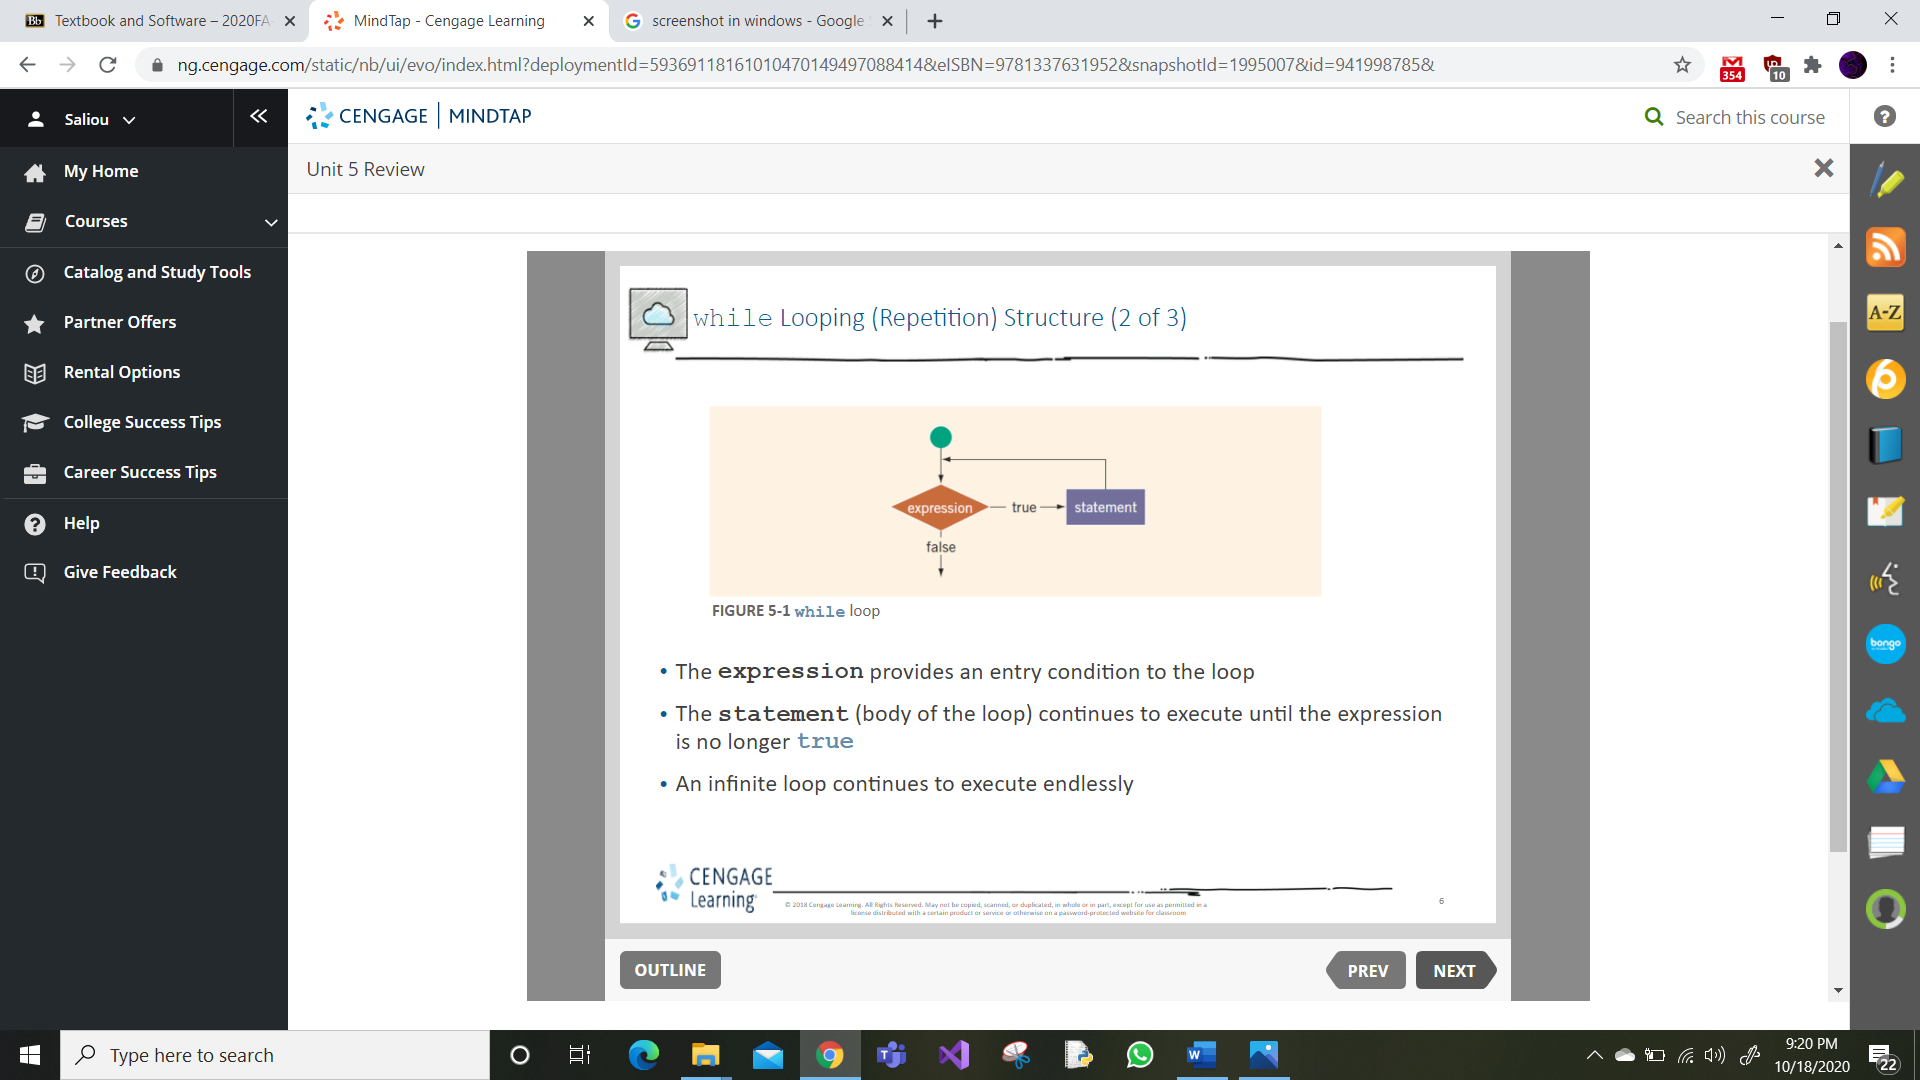 Textbook and Software – 2020FA
MindTap - Cengage Learning
screenshot in windows - Google
ng.cengage.com/static/nb/ui/evo/index.html?deploymentId=59369118161010470149497088414&eISBN=9781337631952&snapshotId=1995007&id=941998785&
354
10
Saliou
CENGAGE | MINDTAP
Search this course
Unit 5 Review
My Home
Courses
Catalog and Study Tools
Partner Offers
Rental Options
College Success Tips
Career Success Tips
Help
Give Feedback
while Looping (Repetition) Structure (2 of 3)
expression
true
statement
false
FIGURE 5-1 while loop
• The expression provides an entry condition to the loop
• The statement (body of the loop) continues to execute until the expression
is no longer true
• An infinite loop continues to execute endlessly
CENGAGE
Learning
© 2018 Cengage Learning. All Rights Reserved. May not be copied, scanned, or duplicated, in whole or in part, except for use as permitted in a
license distributed with a certain product or service or otherwise on a password-protected website for classroom
6
OUTLINE
PREV
NEXT
A-Z
bongo
Type here to search
9:20 PM
10/18/2020
22